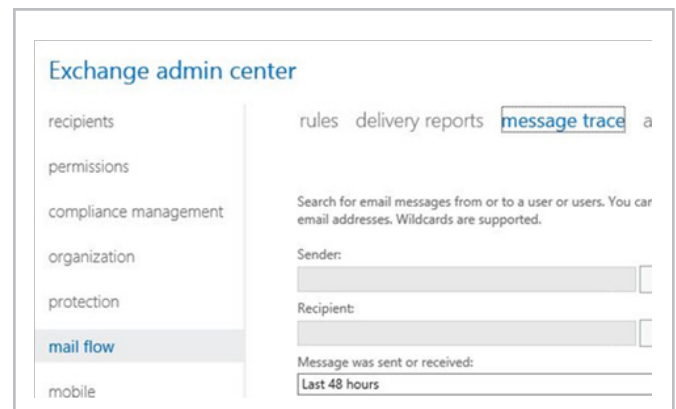 Exchange admin center
recipients
permissions
compliance management
organization
protection
mail flow
mobile
rules delivery reports message trace a
Search for email messages from or to a user or users. You can
email addresses. Wildcards are supported.
Sender:
Recipient:
Message was sent or received:
Last 48 hours